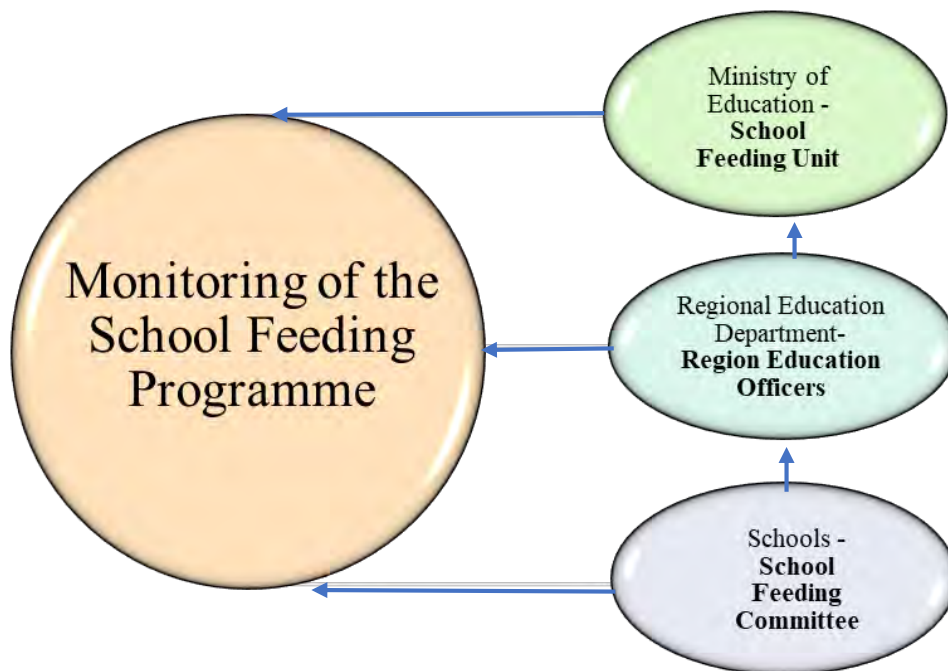 Monitoring of the
School Feeding
Programme
Ministry of
Education -
School
Feeding Unit
Regional Education
Department-
Region Education
Officers
Schools -
School
Feeding
Committee